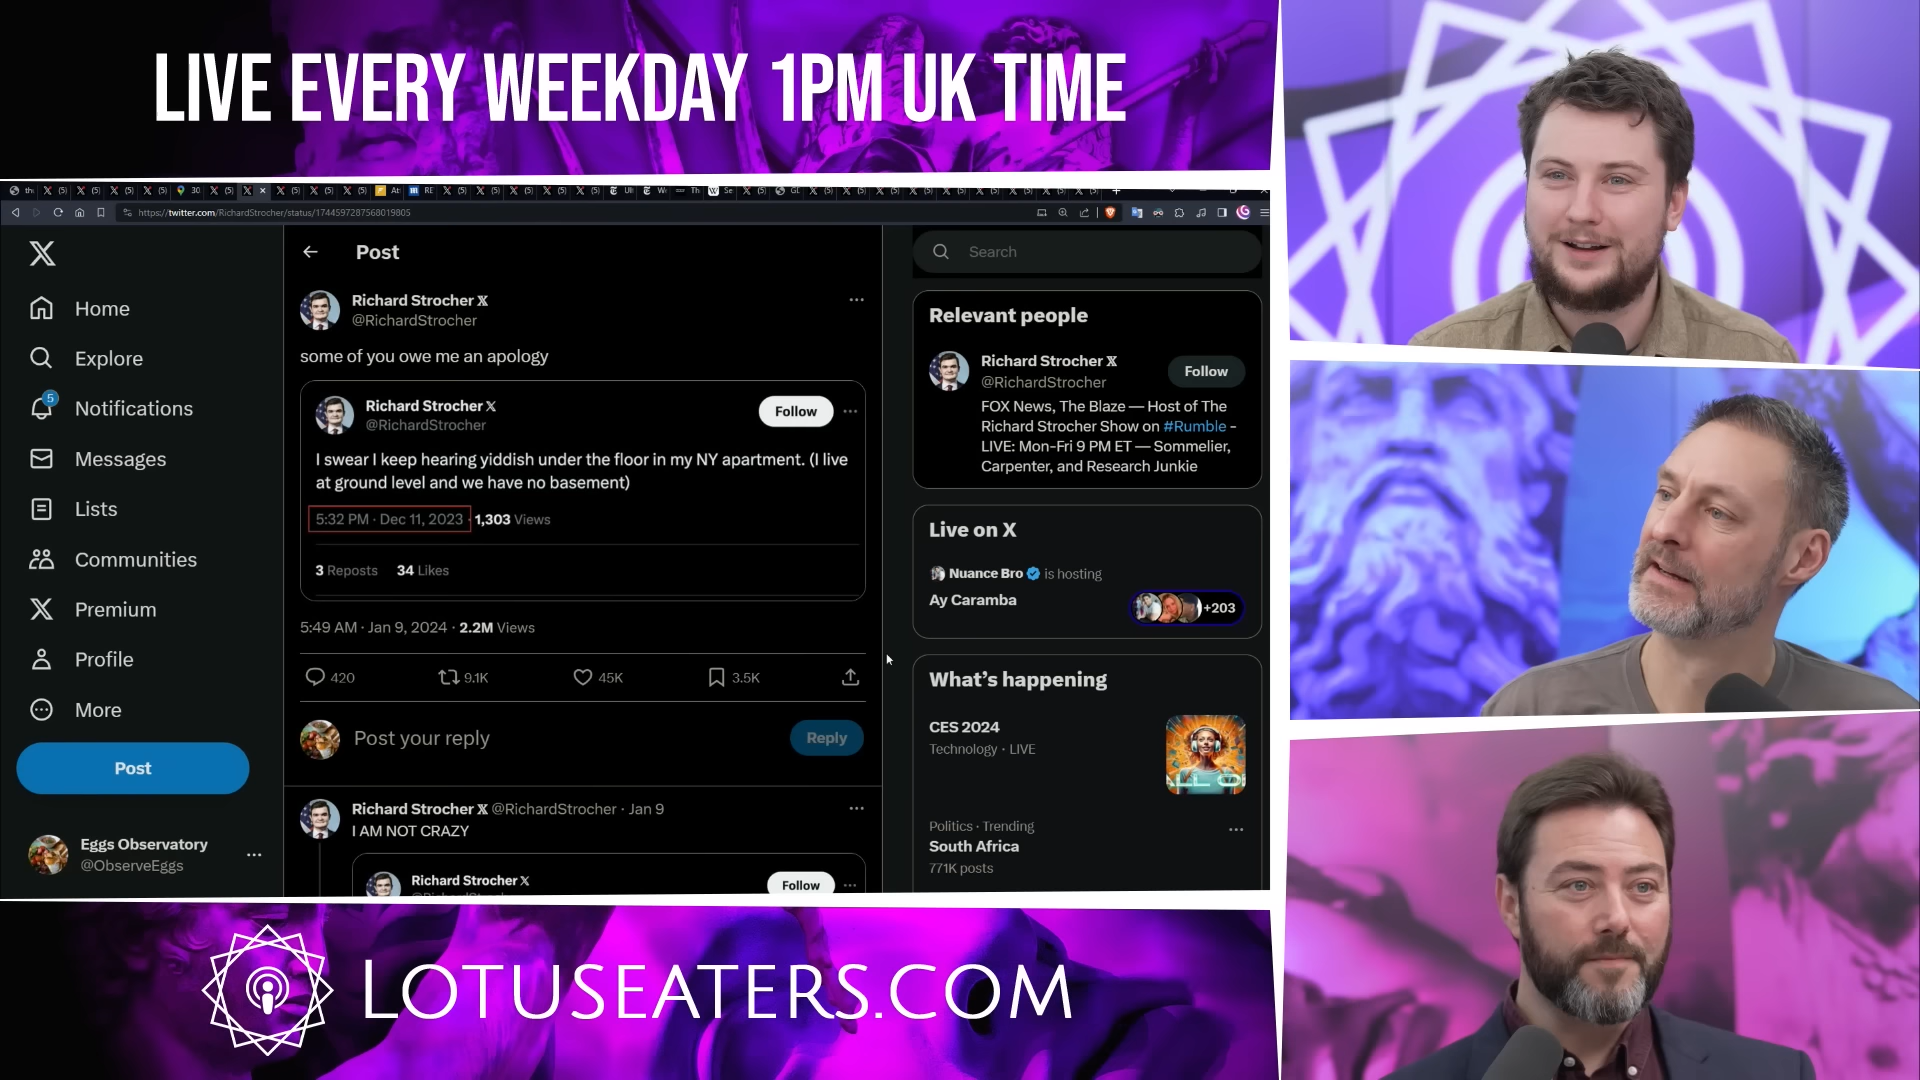 LIVE EVERY WEEKDAY 1PM UK TIME
https://twitter.com/RichardStrocher/status/1744597287568019805
Home
Explore
5
Notifications
Messages
Lists
Communities
Premium
Profile
More
Post
Eggs Observatory
@ObserveEggs
Post
Richard Strocher
@RichardStrocher
some of you owe me an apology
Richard Strocher
@RichardStrocher
Follow
I swear I keep hearing yiddish under the floor in my NY apartment. (I live
at ground level and we have no basement)
5:32 PM · Dec 11, 2023 · 1,303 Views
3 Reposts 34 Likes
5:49 AM · Jan 9, 2024 · 2.2M Views
420 9.1K 45K 3.5K
Post your reply
Reply
Richard Strocher @RichardStrocher · Jan 9
I AM NOT CRAZY
Richard Strocher
Follow
Search
Relevant people
Richard Strocher
@RichardStrocher
Follow
FOX News, The Blaze — Host of The
Richard Strocher Show on #Rumble -
LIVE: Mon-Fri 9 PM ET — Sommelier,
Carpenter, and Research Junkie
Live on X
Nuance Bro is hosting
Ay Caramba
+203
What's happening
CES 2024
Technology · LIVE
Politics · Trending
South Africa
771K posts
LOTUSEATERS.COM